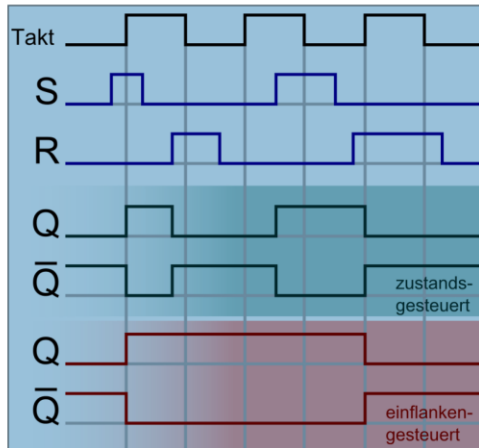 Takt
S
R
Q
Q̅
zustands-
gesteuert
Q
Q̅
einflanken-
gesteuert